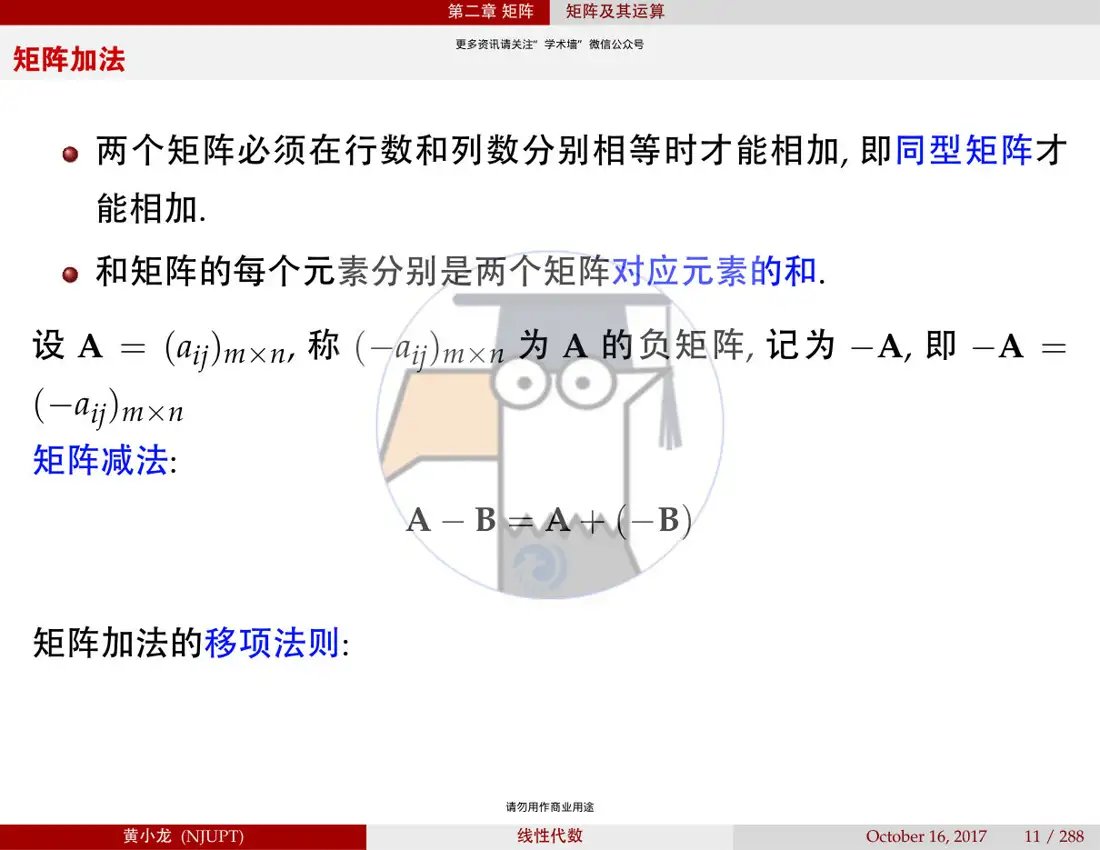 第二章 矩阵 矩阵及其运算
更多资讯请关注“学术墙”微信公众号
矩阵加法
两个矩阵必须在行数和列数分别相等时才能相加, 即同型矩阵才
能相加.
和矩阵的每个元素分别是两个矩阵对应元素的和.
设 A = (aij)m×n, 称 (−aij)m×n 为 A 的负矩阵, 记为 −A, 即 −A =
(−aij)m×n
矩阵减法:
A − B = A + (−B)
矩阵加法的移项法则:
请勿用作商业用途
黄小龙 (NJUPT) 线性代数 October 16, 2017 11 / 288